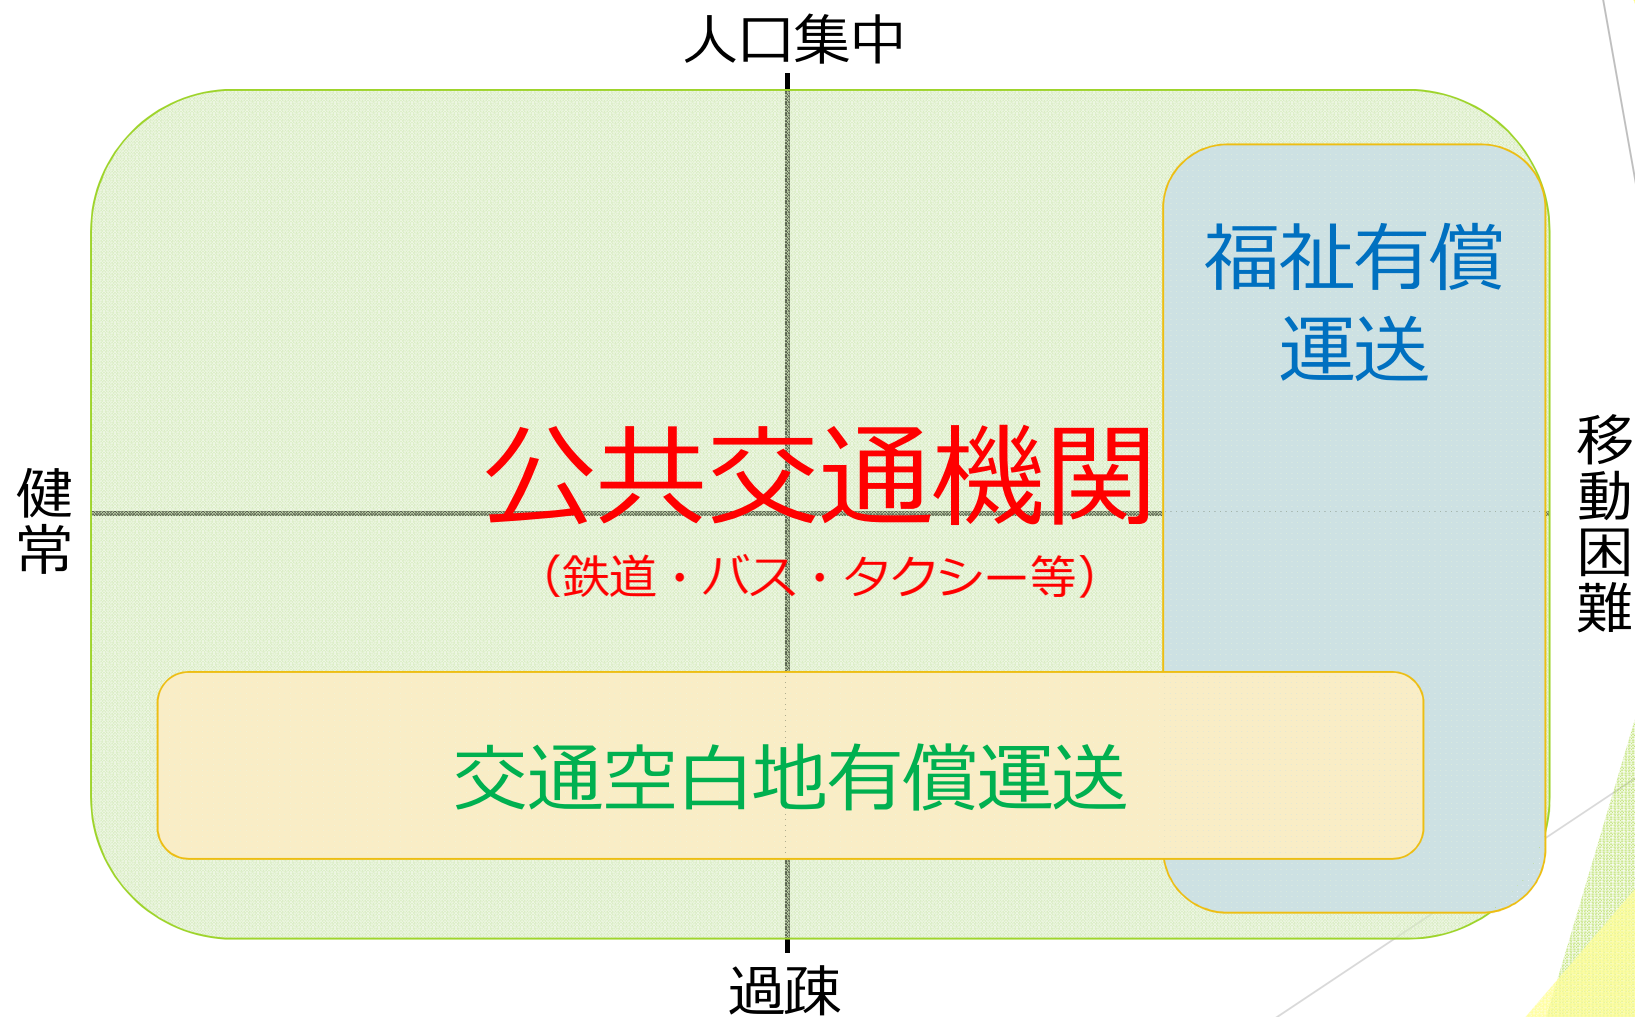 人口集中
福祉有償
運送
公共交通機関
（鉄道・バス・タクシー等）
健常
移動困難
交通空白地有償運送
過疎